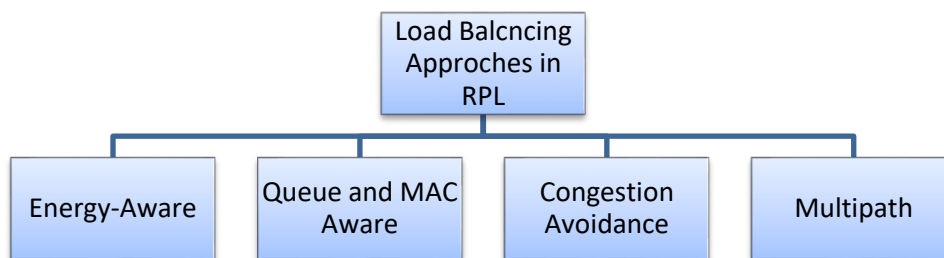 Load Balcncing
Approches in
RPL
Energy-Aware
Queue and MAC
Aware
Congestion
Avoidance
Multipath